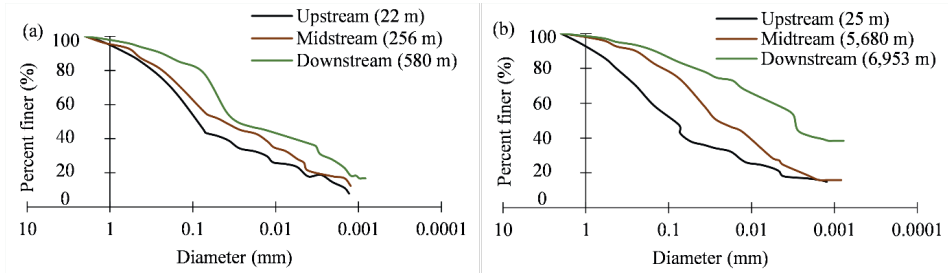 (a)
Upstream (22 m)
Midstream (256 m)
Downstream (580 m)
Percent finer (%)
100
80
60
40
20
0
10
1
0.1
0.01
0.001
0.0001
Diameter (mm)
(b)
Upstream (25 m)
Midtream (5,680 m)
Downstream (6,953 m)
Percent finer (%)
100
80
60
40
20
0
10
1
0.1
0.01
0.001
0.0001
Diameter (mm)